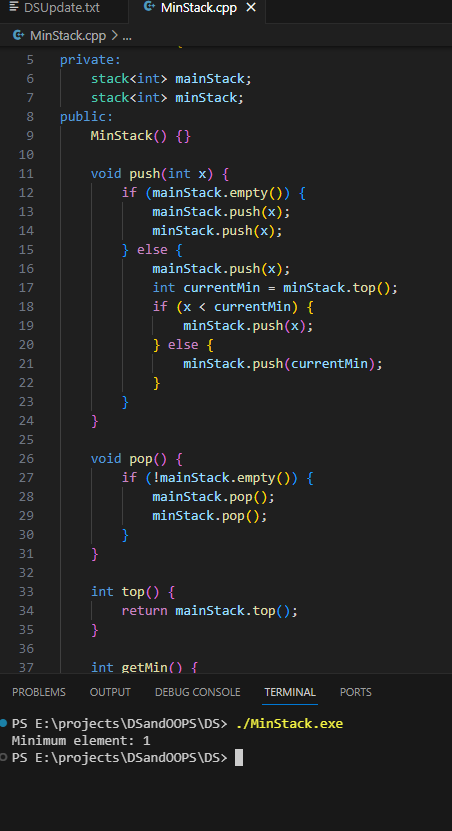 DSUpdate.txt MinStack.cpp
MinStack.cpp > ...
5 private:
6 stack<int> mainStack;
7 stack<int> minStack;
8 public:
9 MinStack() {}
10
11 void push(int x) {
12 if (mainStack.empty()) {
13 mainStack.push(x);
14 minStack.push(x);
15 } else {
16 mainStack.push(x);
17 int currentMin = minStack.top();
18 if (x < currentMin) {
19 minStack.push(x);
20 } else {
21 minStack.push(currentMin);
22 }
23 }
24 }
25
26 void pop() {
27 if (!mainStack.empty()) {
28 mainStack.pop();
29 minStack.pop();
30 }
31 }
32
33 int top() {
34 return mainStack.top();
35 }
36
37 int getMin() {
PROBLEMS OUTPUT DEBUG CONSOLE TERMINAL PORTS
PS E:\projects\DSandOOPS\DS> ./MinStack.exe
Minimum element: 1
PS E:\projects\DSandOOPS\DS>